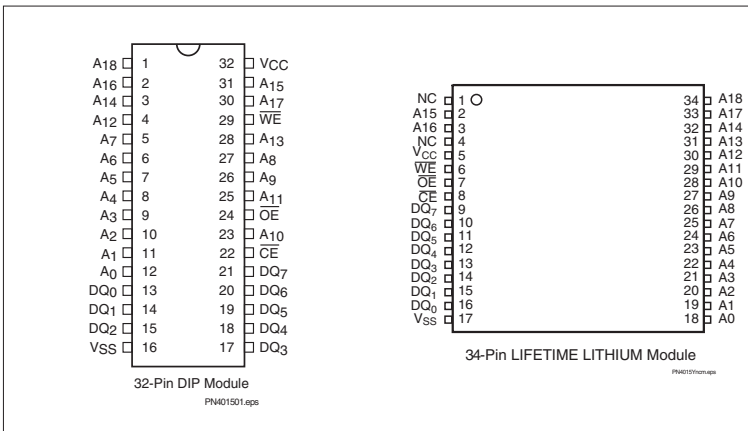 A18 1 32 VCC
A16 2 31 A15
A14 3 30 A17
A12 4 29 WE
A7 5 28 A13
A6 6 27 A8
A5 7 26 A9
A4 8 25 A11
A3 9 24 OE
A2 10 23 A10
A1 11 22 CE
A0 12 21 DQ7
DQ0 13 20 DQ6
DQ1 14 19 DQ5
DQ2 15 18 DQ4
VSS 16 17 DQ3
32-Pin DIP Module
PN401501.eps
NC 1 34 A18
A15 2 33 A17
A16 3 32 A14
NC 4 31 A13
VCC 5 30 A12
WE 6 29 A11
OE 7 28 A10
CE 8 27 A9
DQ7 9 26 A8
DQ6 10 25 A7
DQ5 11 24 A6
DQ4 12 23 A5
DQ3 13 22 A4
DQ2 14 21 A3
DQ1 15 20 A2
DQ0 16 19 A1
VSS 17 18 A0
34-Pin LIFETIME LITHIUM Module
PN4015Yncm.eps